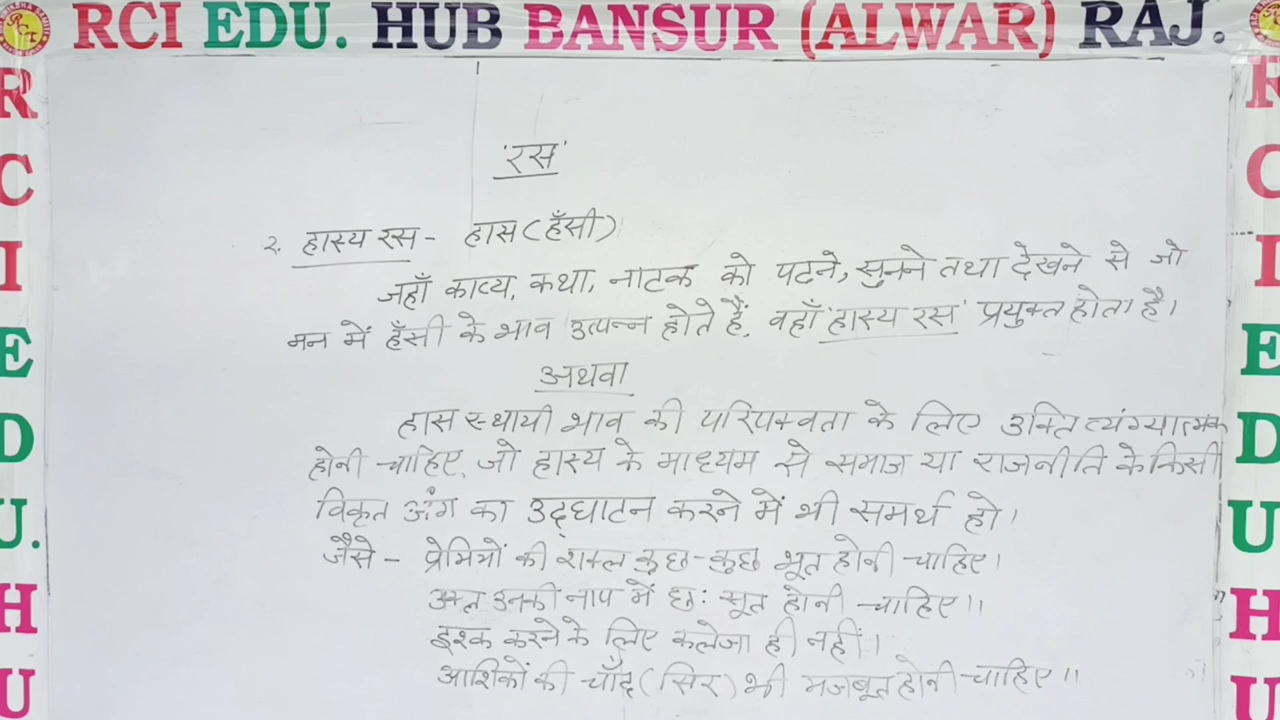 RCI EDU. HUB BANSUR (ALWAR) RAJ.
R
C
I
E
D
U.
H
U
'रस'
२. हास्य रस - हास (हँसी)
जहाँ काव्य, कथा, नाटक को पढने, सुनने तथा देखने से जो
मन में हँसी के भाव उत्पन्न होते हैं, वहाँ 'हास्य रस' प्रयुक्त होता है।
अथवा
हास स्थायी भाव की परिपक्वता के लिए उक्ति व्यंग्यात्मक
होनी चाहिए, जो हास्य के माध्यम से समाज या राजनीति के किसी
विकृत अंग का उद्घाटन करने में भी समर्थ हो।
जैसे - प्रेमियों की शक्ल कुछ-कुछ भूत होनी चाहिए।
अक्ल उनकी नाप में छः सूत होनी चाहिए।।
इश्क करने के लिए कलेजा ही नहीं।
आशिकों की चाँद (सिर) भी मजबूत होनी चाहिए।।
R
C
I
E
D
U
H
U